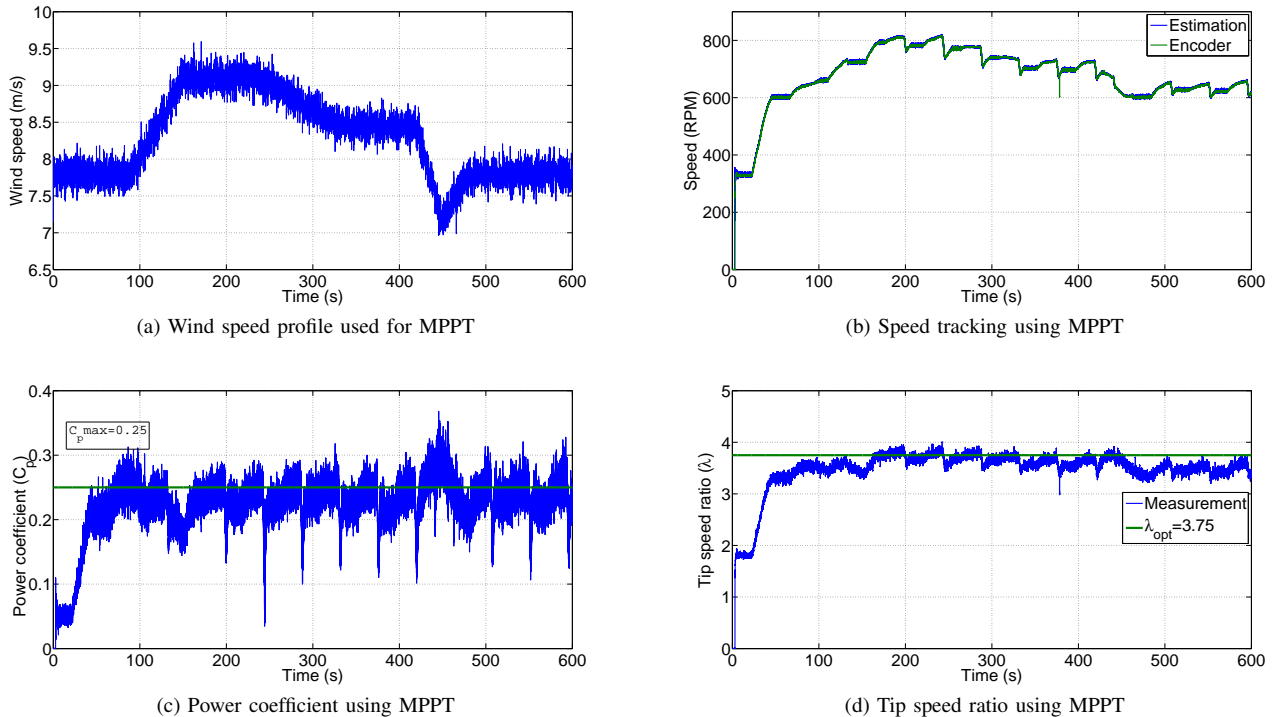 10
9.5
9
8.5
8
7.5
7
6.5
0 100 200 300 400 500 600
Wind speed (m/s)
Time (s)
(a) Wind speed profile used for MPPT
800
600
400
200
0
0 100 200 300 400 500 600
Speed (RPM)
Time (s)
Estimation
Encoder
(b) Speed tracking using MPPT
0.4
0.3
0.2
0.1
0
0 100 200 300 400 500 600
Power coefficient (C_p)
Time (s)
C_p max=0.25
(c) Power coefficient using MPPT
5
4
3
2
1
0
0 100 200 300 400 500 600
Tip speed ratio (λ)
Time (s)
Measurement
λ_opt=3.75
(d) Tip speed ratio using MPPT